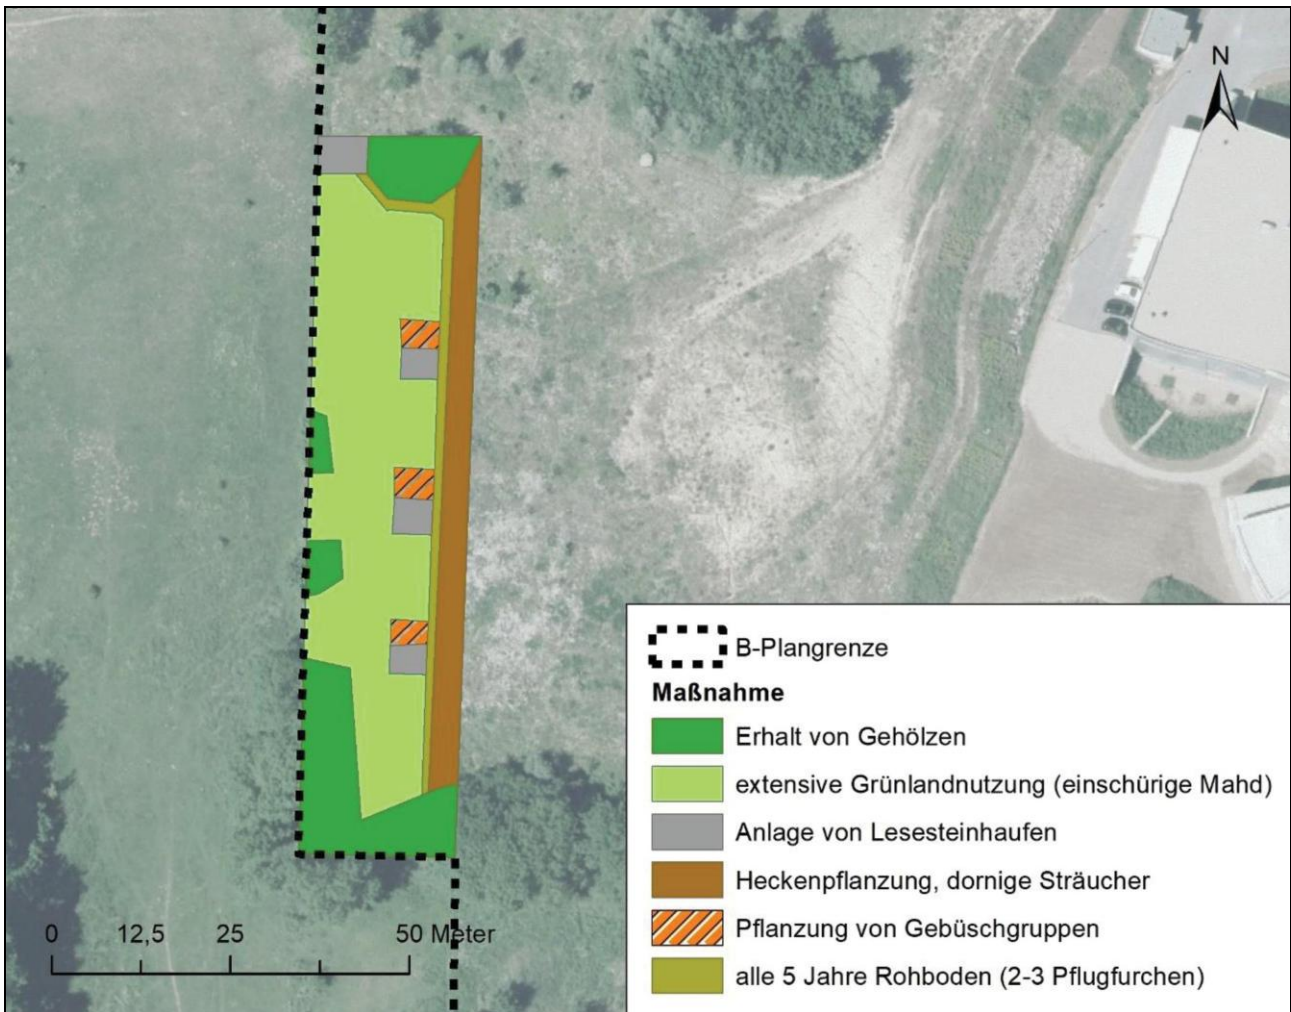 N
B-Plangrenze
Maßnahme
Erhalt von Gehölzen
extensive Grünlandnutzung (einschürige Mahd)
Anlage von Lesesteinhaufen
Heckenpflanzung, dornige Sträucher
Pflanzung von Gebüschgruppen
alle 5 Jahre Rohboden (2-3 Pflugfurchen)
0 12,5 25 50 Meter